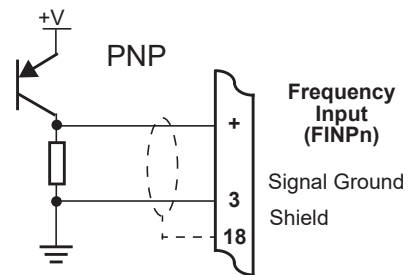 +V
PNP
Frequency
Input
(FINPn)
+
Signal Ground
3
Shield
18